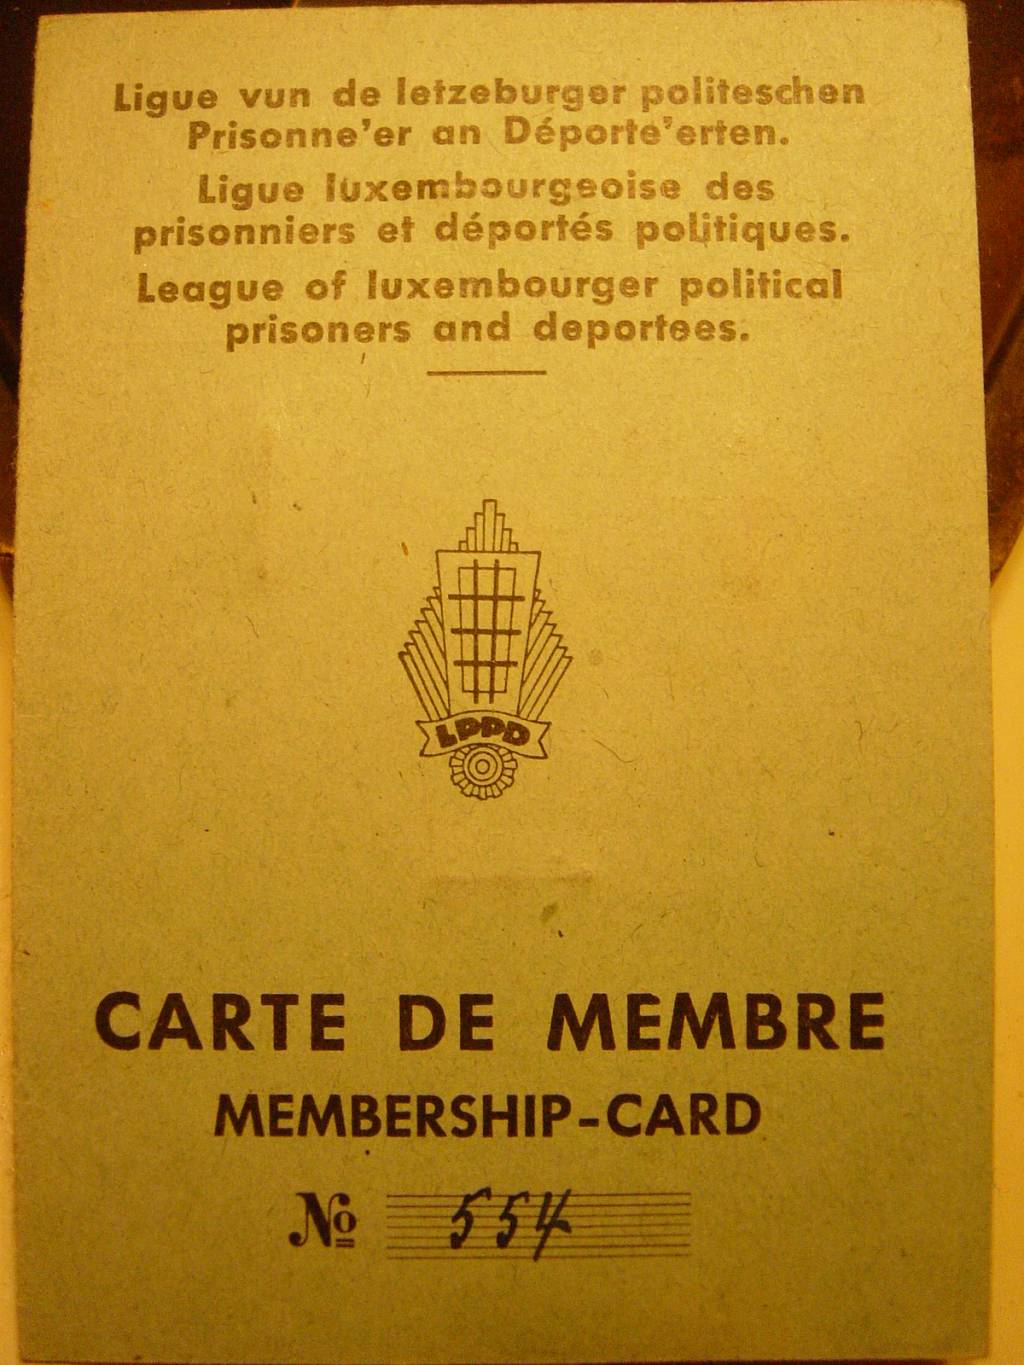 Ligue vun de letzeburger politeschen
Prisonne'er an Déporte'erten.
Ligue luxembourgeoise des
prisonniers et déportés politiques.
League of luxembourger political
prisoners and deportees.
LPPD
CARTE DE MEMBRE
MEMBERSHIP-CARD
No 554